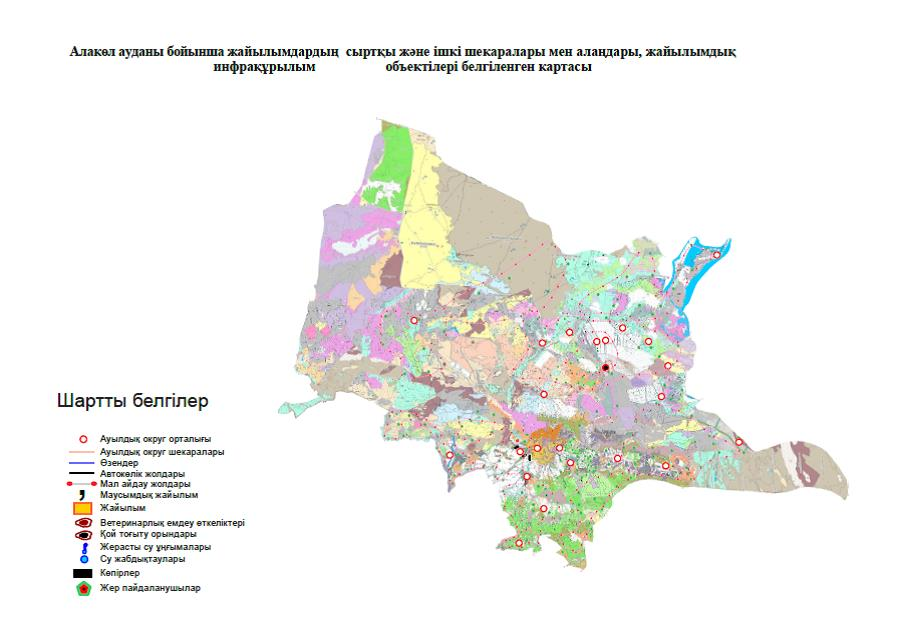 Алакөл ауданы бойынша жайылымдардың сыртқы және ішкі шекаралары мен алаңдары, жайылымдық
инфрақұрылым объектілері белгіленген картасы
Шартты белгілер
Ауылдық округ орталығы
Ауылдық округ шекаралары
Өзендер
Автокөлік жолдары
Мал айдау жолдары
Маусымдық жайылым
Жайылым
Ветеринарлық емдеу өткеліктері
Қой тоғыту орындары
Жерасты су ұңғымалары
Су жабдықтаулары
Көпірлер
Жер пайдаланушылар